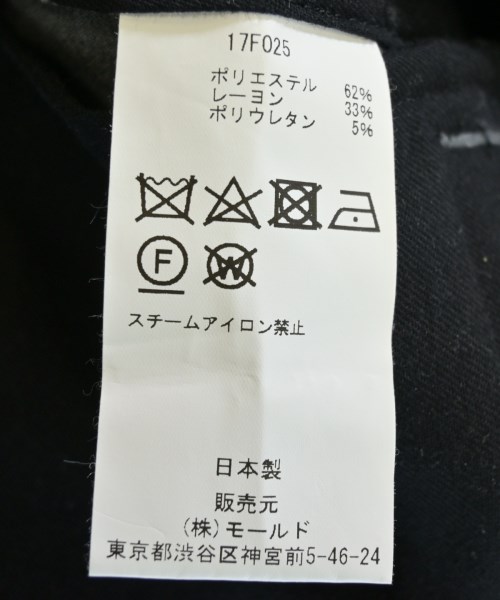 17F025
ポリエステル 62%
レーヨン 33%
ポリウレタン 5%
F W
スチームアイロン禁止
日本製
販売元
(株)モールド
東京都渋谷区神宮前5-46-24